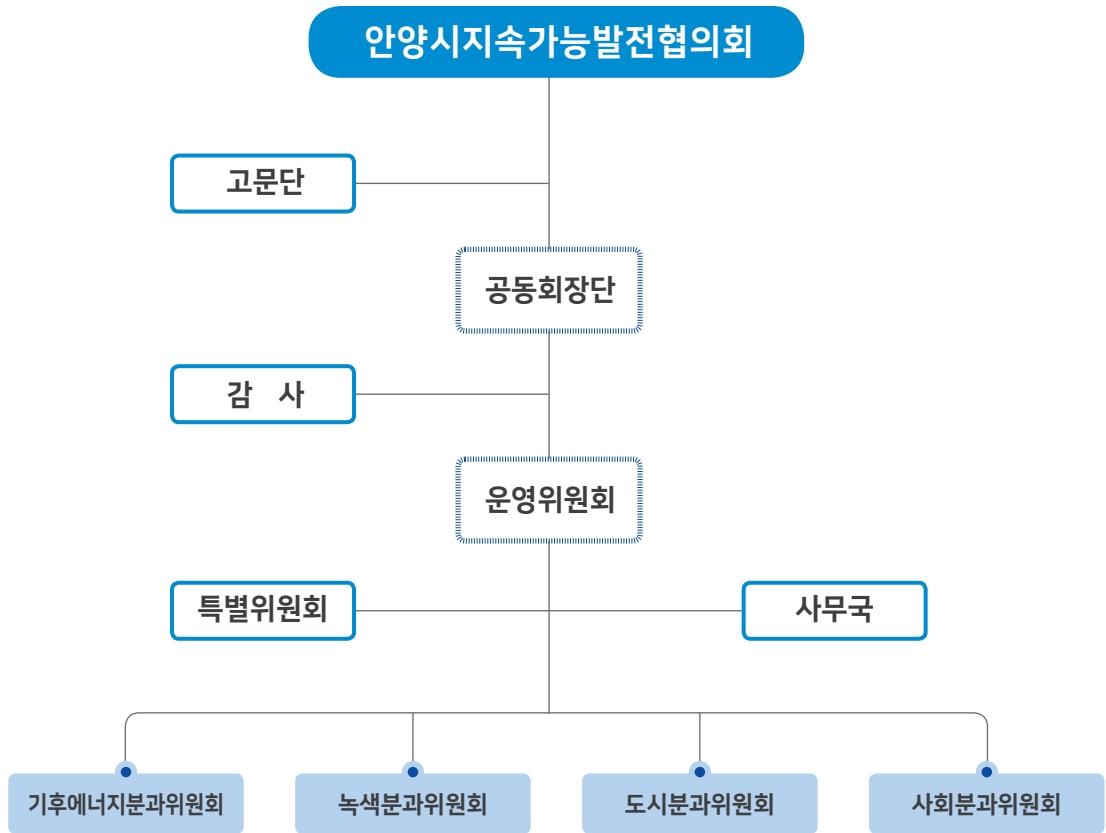 안양시지속가능발전협의회
고문단
공동회장단
감 사
운영위원회
특별위원회
사무국
기후에너지분과위원회
녹색분과위원회
도시분과위원회
사회분과위원회